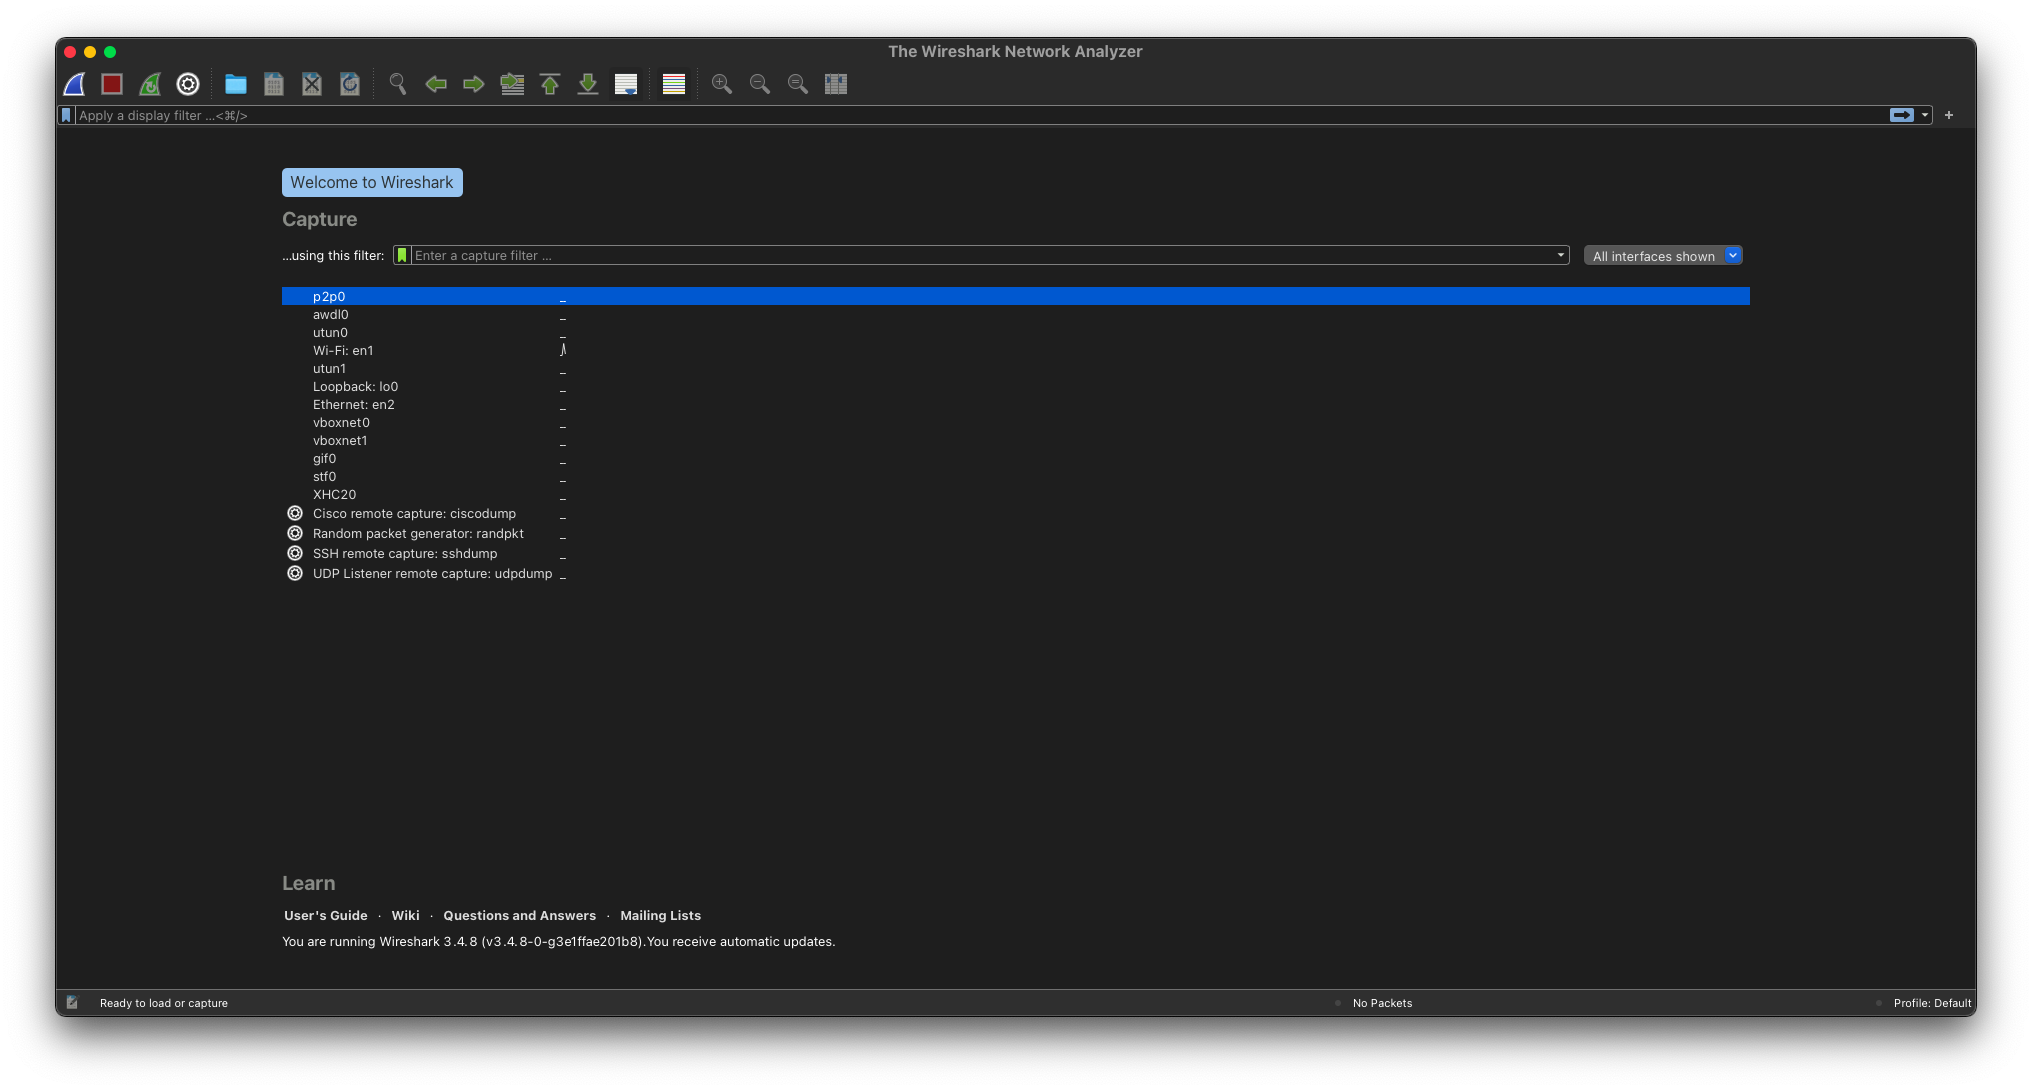 The Wireshark Network Analyzer
Apply a display filter ...<⌘/>
+
Welcome to Wireshark
Capture
...using this filter: Enter a capture filter ... All interfaces shown
p2p0
awdl0
utun0
Wi-Fi: en1
utun1
Loopback: lo0
Ethernet: en2
vboxnet0
vboxnet1
gif0
stf0
XHC20
Cisco remote capture: ciscodump
Random packet generator: randpkt
SSH remote capture: sshdump
UDP Listener remote capture: udpdump
Learn
User's Guide · Wiki · Questions and Answers · Mailing Lists
You are running Wireshark 3.4.8 (v3.4.8-0-g3e1ffae201b8).You receive automatic updates.
Ready to load or capture No Packets Profile: Default